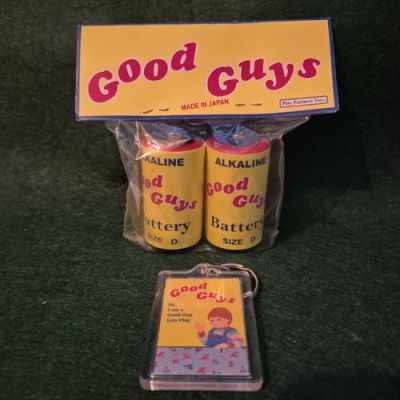 Good Guys
MADE IN JAPAN
Play Partners Toys
ALKALINE
Good
Guys
Battery
SIZE D
ALKALINE
Good
Guys
Battery
SIZE D
Good
Guys
Hi,
I am a
Good Guy
Lets Play